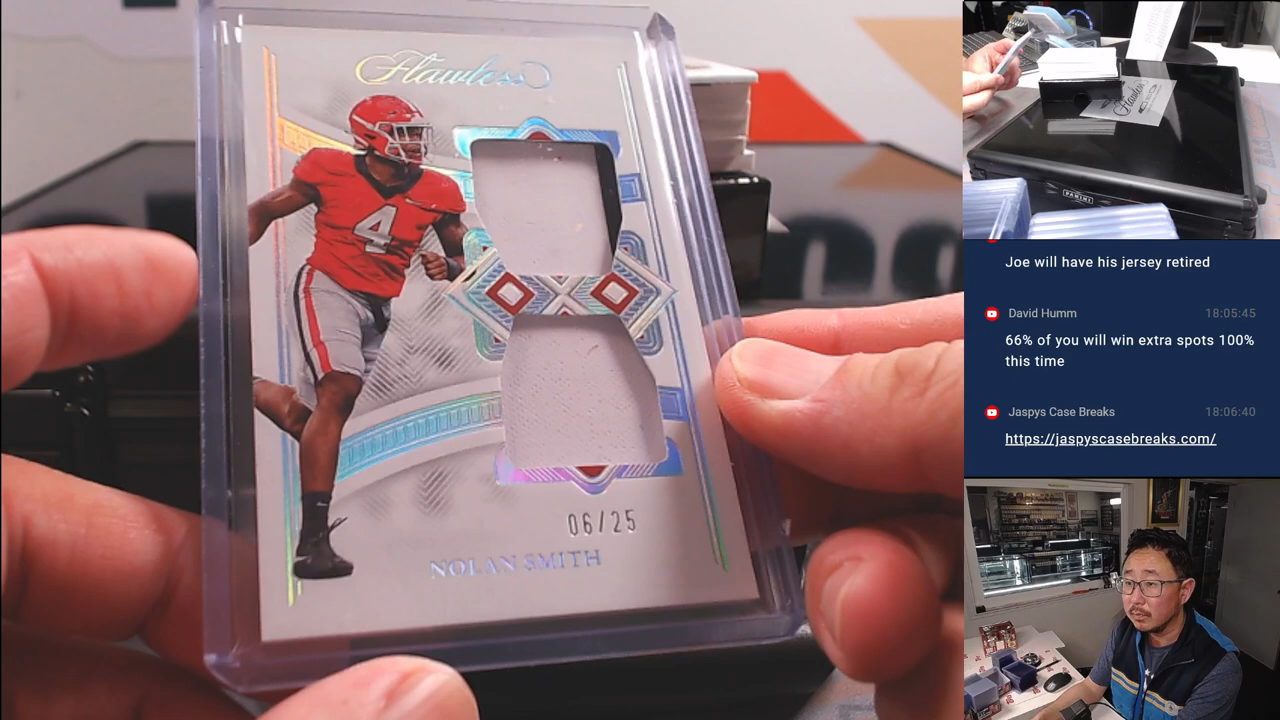 Flawless
4
06/25
NOLAN SMITH
Flawless
PANINI
Joe will have his jersey retired
David Humm 18:05:45
66% of you will win extra spots 100%
this time
Jaspys Case Breaks 18:06:40
https://jaspyscasebreaks.com/